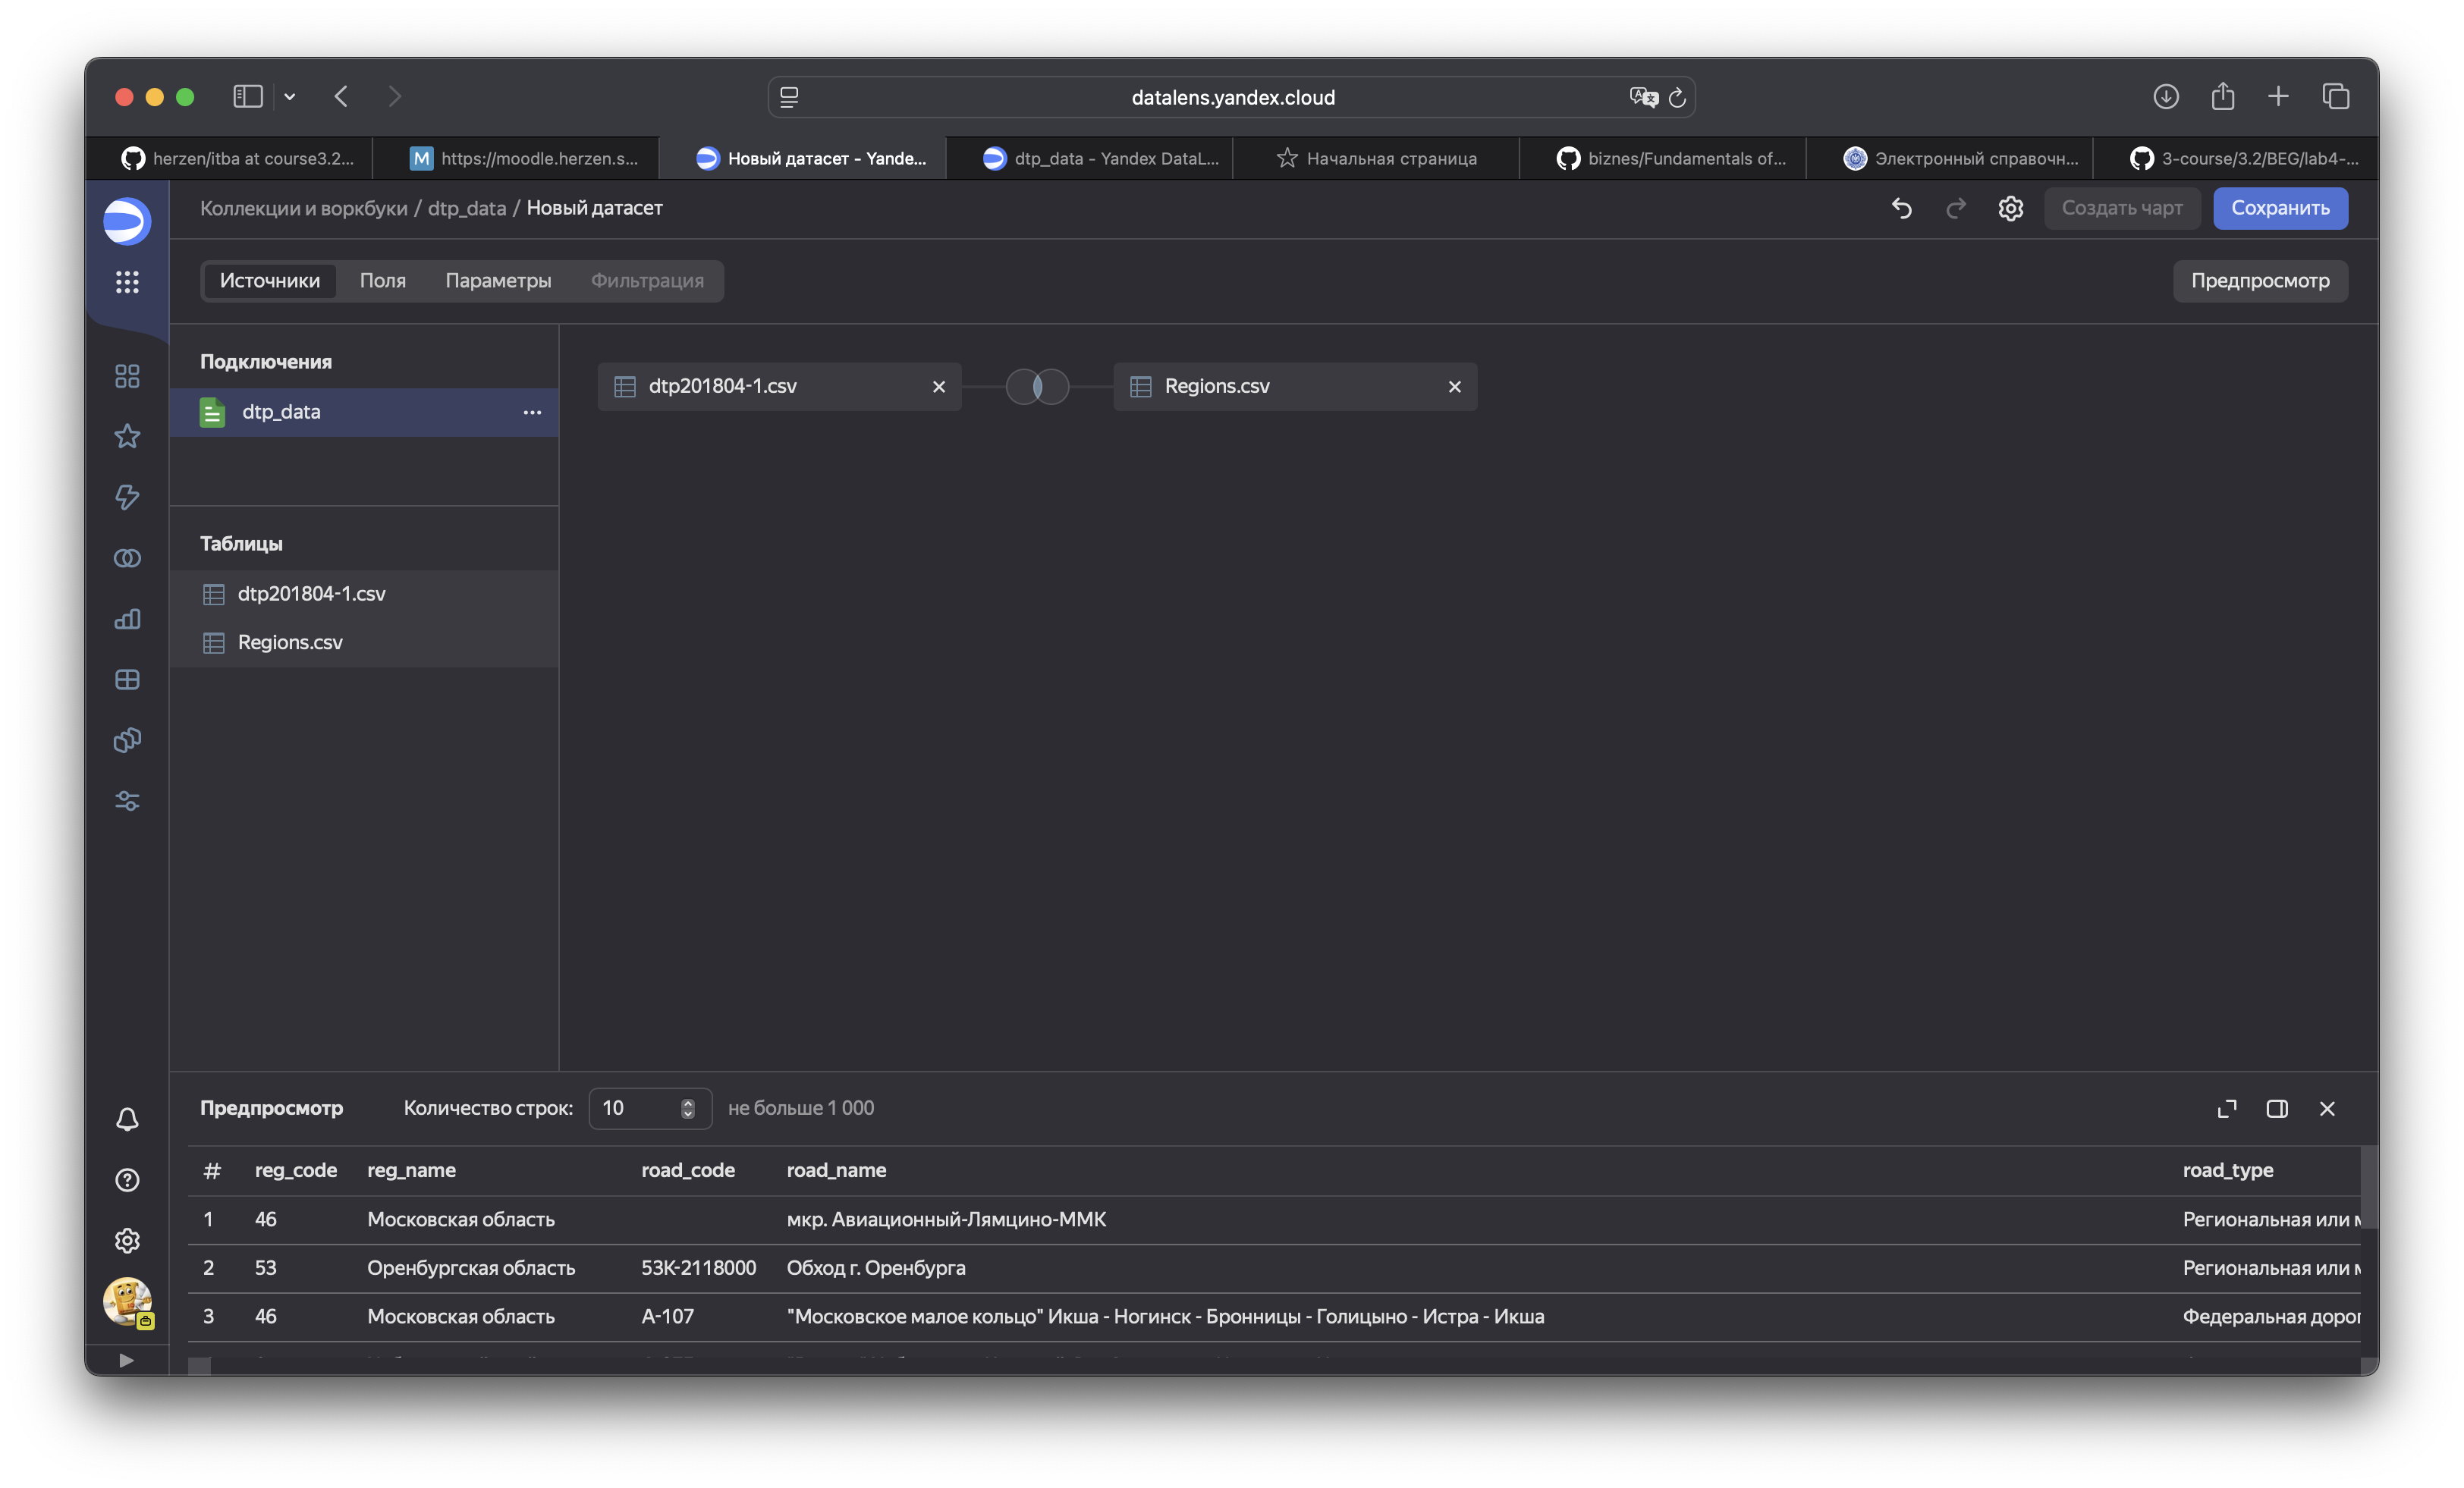 datalens.yandex.cloud
herzen/itba at course3.2...
M https://moodle.herzen.s...
Новый датасет - Yande...
dtp_data - Yandex DataL...
Начальная страница
biznes/Fundamentals of...
Электронный справочн...
3-course/3.2/BEG/lab4-...
Коллекции и воркбуки / dtp_data / Новый датасет
Создать чарт
Сохранить
Источники Поля Параметры Фильтрация
Предпросмотр
Подключения
dtp_data
dtp201804-1.csv
Regions.csv
Таблицы
dtp201804-1.csv
Regions.csv
Предпросмотр Количество строк: 10 не больше 1 000
# reg_code reg_name road_code road_name road_type
1 46 Московская область мкр. Авиационный-Лямцино-ММК Региональная или
2 53 Оренбургская область 53К-2118000 Обход г. Оренбурга Региональная или
3 46 Московская область А-107 "Московское малое кольцо" Икша - Ногинск - Бронницы - Голицыно - Истра - Икша Федеральная дорог